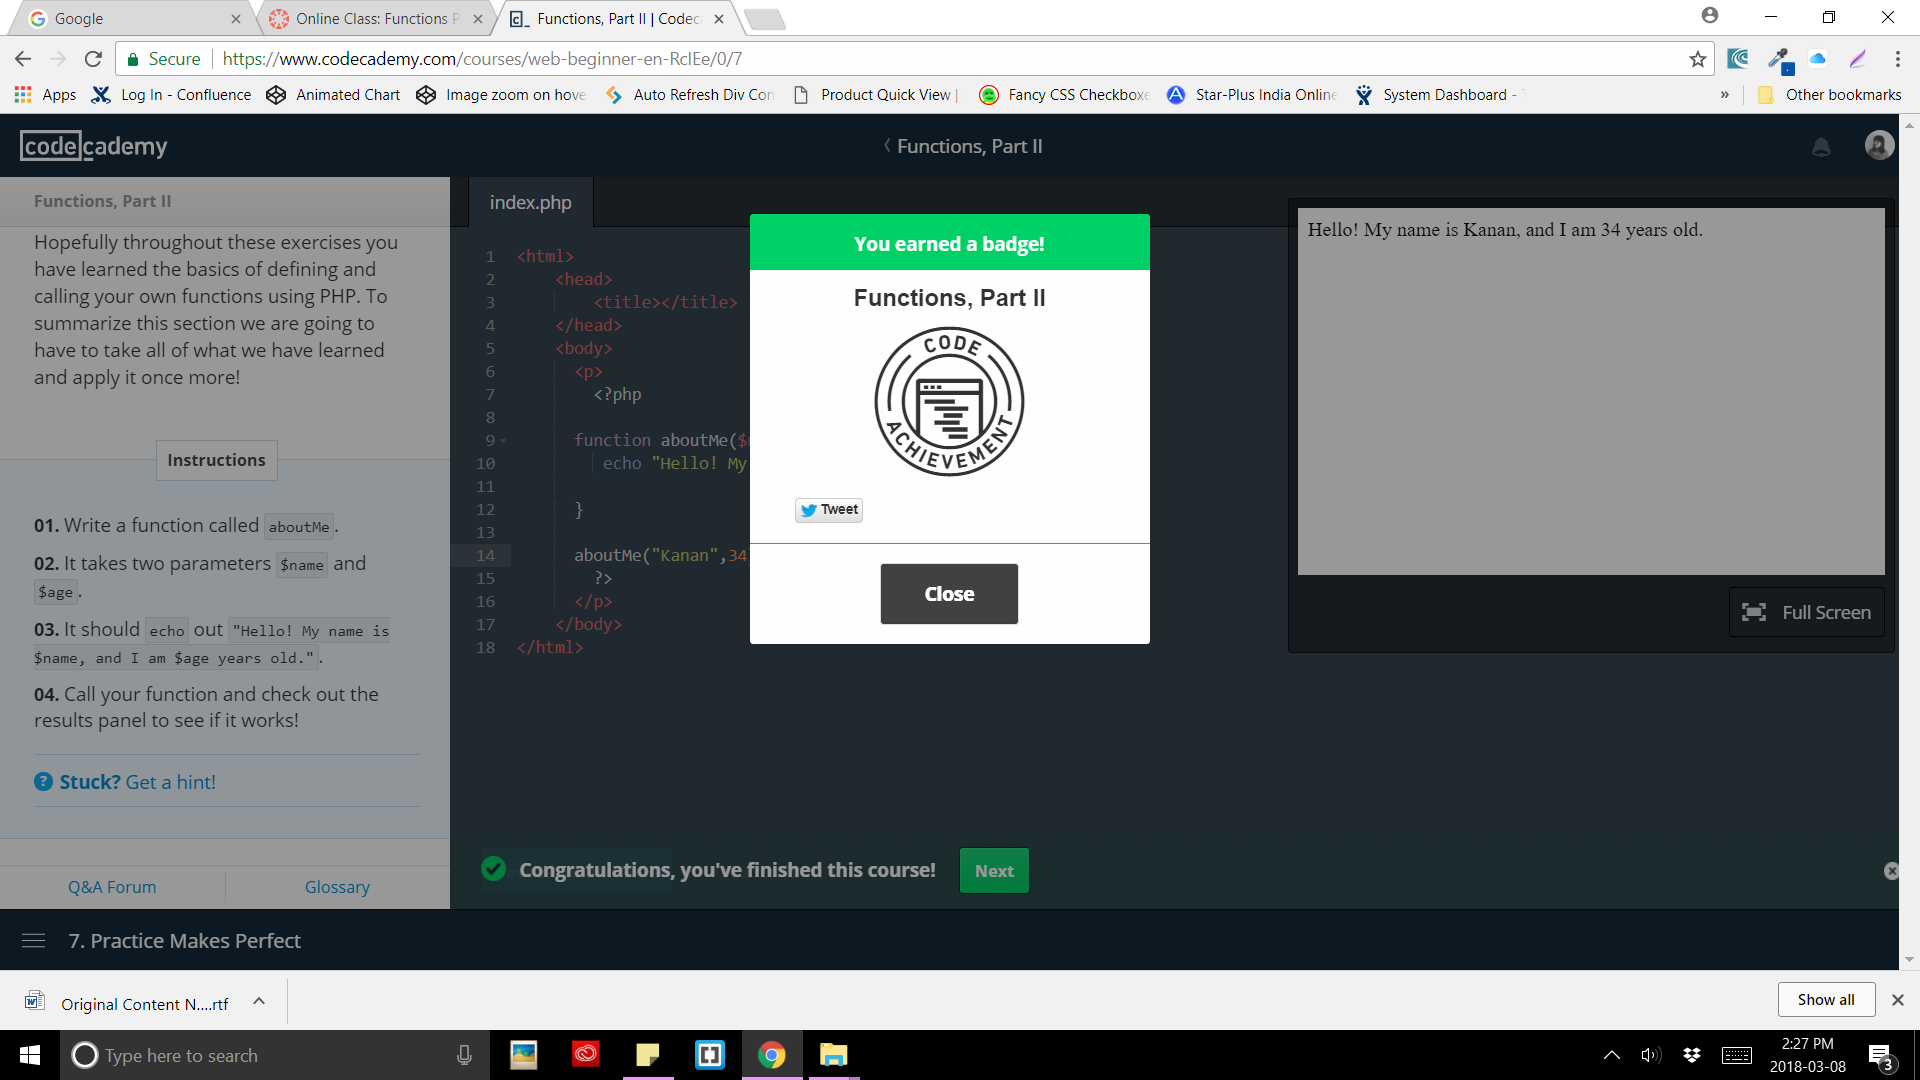 Google
Online Class: Functions P
Functions, Part II | Codeca
Secure
https://www.codecademy.com/courses/web-beginner-en-RclEe/0/7
Apps
Log In - Confluence
Animated Chart
Image zoom on hove
Auto Refresh Div Con
Product Quick View |
Fancy CSS Checkboxe
Star-Plus India Online
System Dashboard -
»
Other bookmarks
codecademy
Functions, Part II
Functions, Part II
Hopefully throughout these exercises you
have learned the basics of defining and
calling your own functions using PHP. To
summarize this section we are going to
have to take all of what we have learned
and apply it once more!
Instructions
01. Write a function called aboutMe.
02. It takes two parameters $name and
$age.
03. It should echo out "Hello! My name is
$name, and I am $age years old.".
04. Call your function and check out the
results panel to see if it works!
? Stuck? Get a hint!
Q&A Forum
Glossary
index.php
1 <html>
2 <head>
3 <title></title>
4 </head>
5 <body>
6 <p>
7 <?php
8
9 function aboutMe($
10 echo "Hello! My
11
12 }
13
14 aboutMe("Kanan",34
15 ?>
16 </p>
17 </body>
18 </html>
You earned a badge!
Functions, Part II
CODE
ACHIEVEMENT
Tweet
Close
Hello! My name is Kanan, and I am 34 years old.
Full Screen
Congratulations, you've finished this course!
Next
7. Practice Makes Perfect
Original Content N....rtf
Show all
Type here to search
2:27 PM
2018-03-08
3